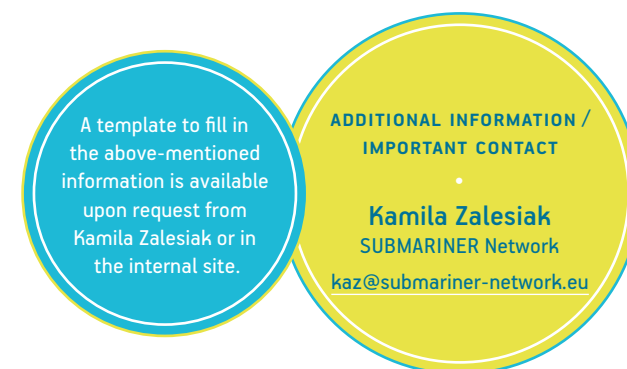 A template to fill in
the above-mentioned
information is available
upon request from
Kamila Zalesiak or in
the internal site.
ADDITIONAL INFORMATION /
IMPORTANT CONTACT
Kamila Zalesiak
SUBMARINER Network
kaz@submariner-network.eu